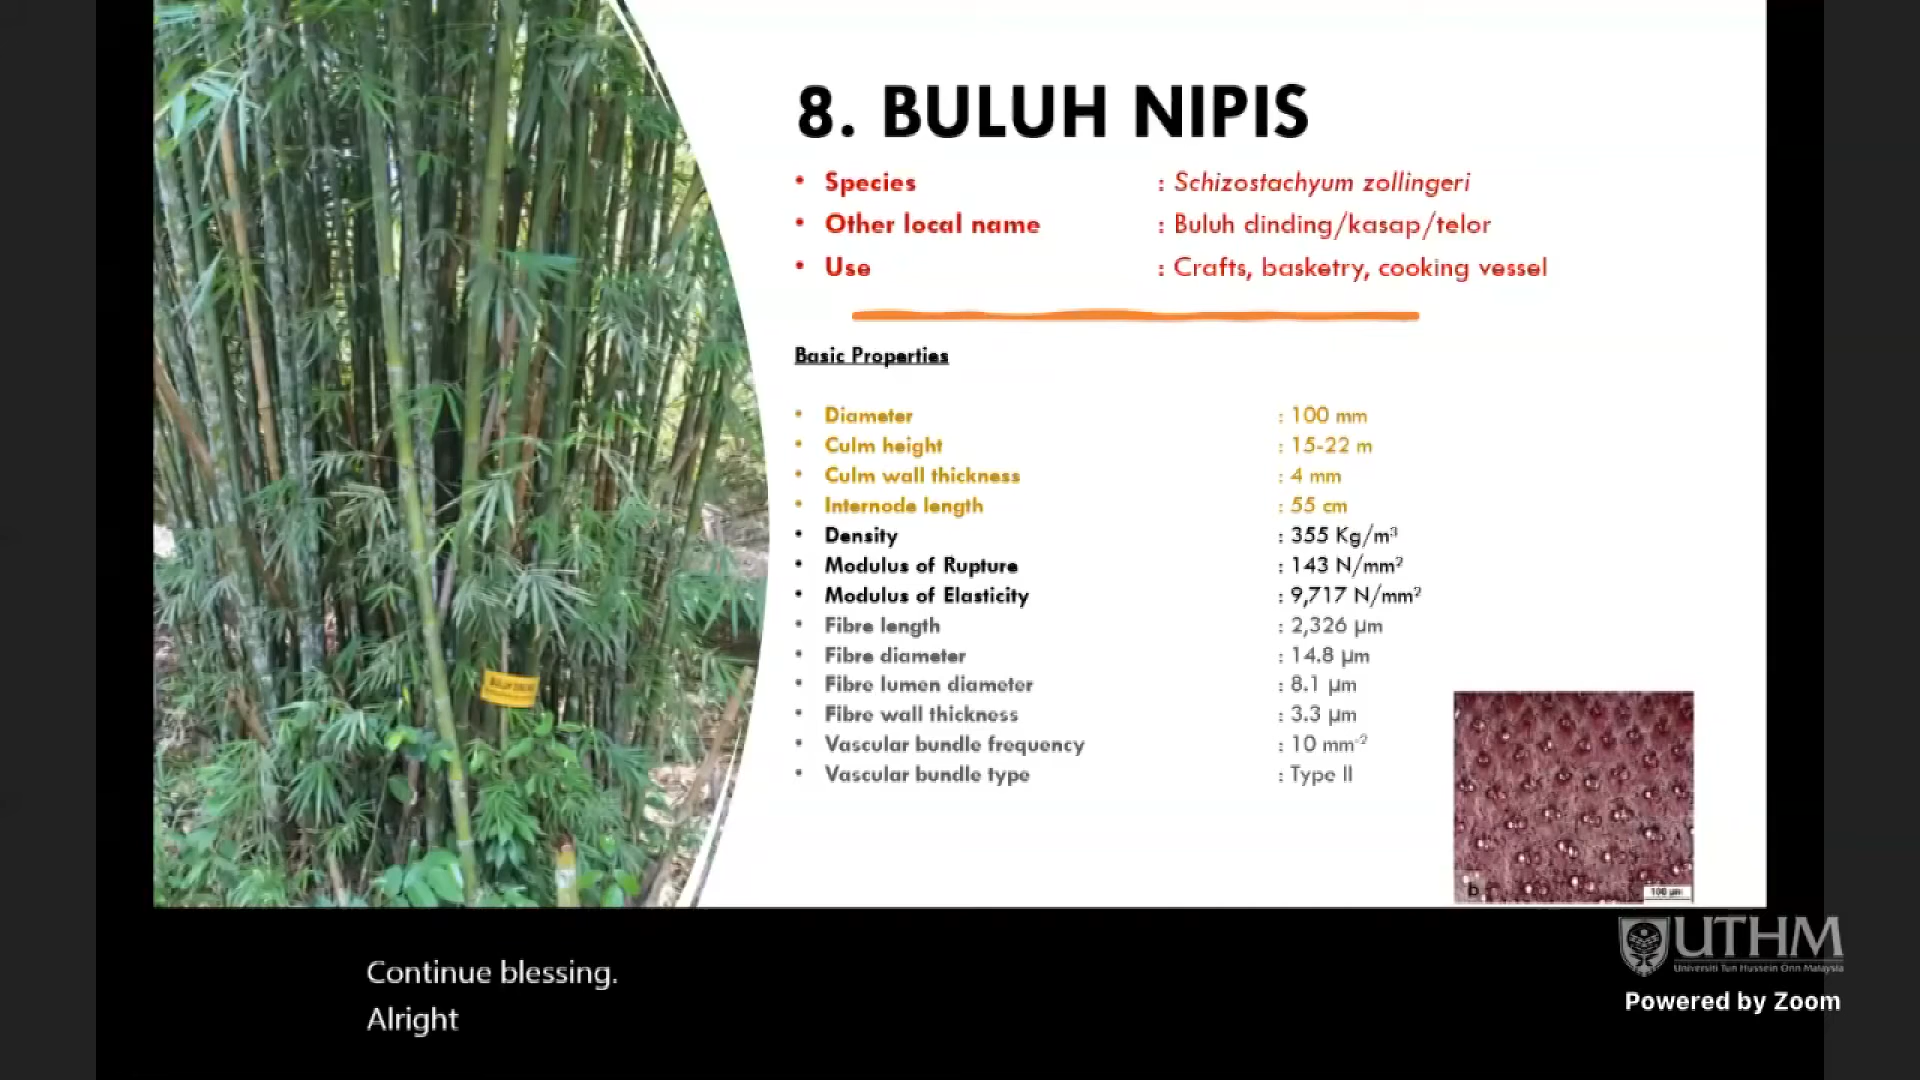 8. BULUH NIPIS
• Species : Schizostachyum zollingeri
• Other local name : Buluh dinding/kasap/telor
• Use : Crafts, basketry, cooking vessel
Basic Properties
• Diameter : 100 mm
• Culm height : 15-22 m
• Culm wall thickness : 4 mm
• Internode length : 55 cm
• Density : 355 Kg/m³
• Modulus of Rupture : 143 N/mm²
• Modulus of Elasticity : 9,717 N/mm²
• Fibre length : 2,326 µm
• Fibre diameter : 14.8 µm
• Fibre lumen diameter : 8.1 µm
• Fibre wall thickness : 3.3 µm
• Vascular bundle frequency : 10 mm⁻²
• Vascular bundle type : Type II
b
100 µm
UTHM
Universiti Tun Hussein Onn Malaysia
Powered by Zoom
Continue blessing.
Alright